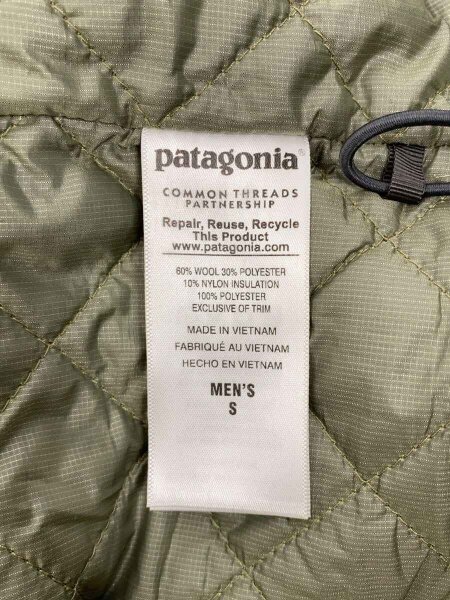 patagonia®
COMMON THREADS
PARTNERSHIP
Repair, Reuse, Recycle
This Product
www.patagonia.com
60% WOOL 30% POLYESTER
10% NYLON INSULATION
100% POLYESTER
EXCLUSIVE OF TRIM
MADE IN VIETNAM
FABRIQUÉ AU VIETNAM
HECHO EN VIETNAM
MEN'S
S